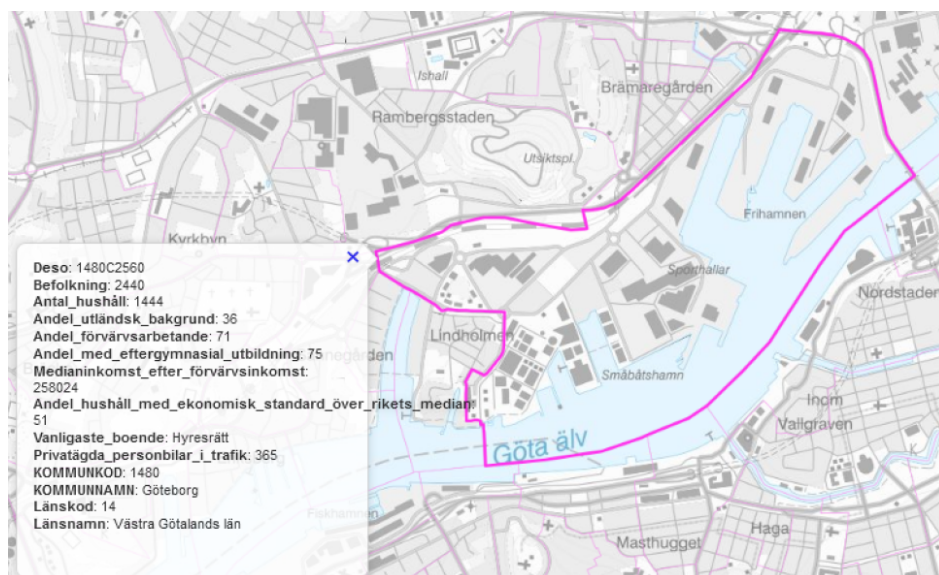 Ishall
Brämaregården
Rambergsstaden
Utsiktspl.
Frihamnen
Kyrkbyn
Sporthallar
Nordstaden
Lindholmen
Småbåtshamn
Inom
Vallgraven
Göta älv
Fiskhamnen
Haga
Masthugget
×
Deso: 1480C2560
Befolkning: 2440
Antal_hushåll: 1444
Andel_utländsk_bakgrund: 36
Andel_förvärvsarbetande: 71
Andel_med_eftergymnasial_utbildning: 75
Medianinkomst_efter_förvärvsinkomst:
258024
Andel_hushåll_med_ekonomisk_standard_över_rikets_median:
51
Vanligaste_boende: Hyresrätt
Privatägda_personbilar_i_trafik: 365
KOMMUNKOD: 1480
KOMMUNNAMN: Göteborg
Länskod: 14
Länsnamn: Västra Götalands län